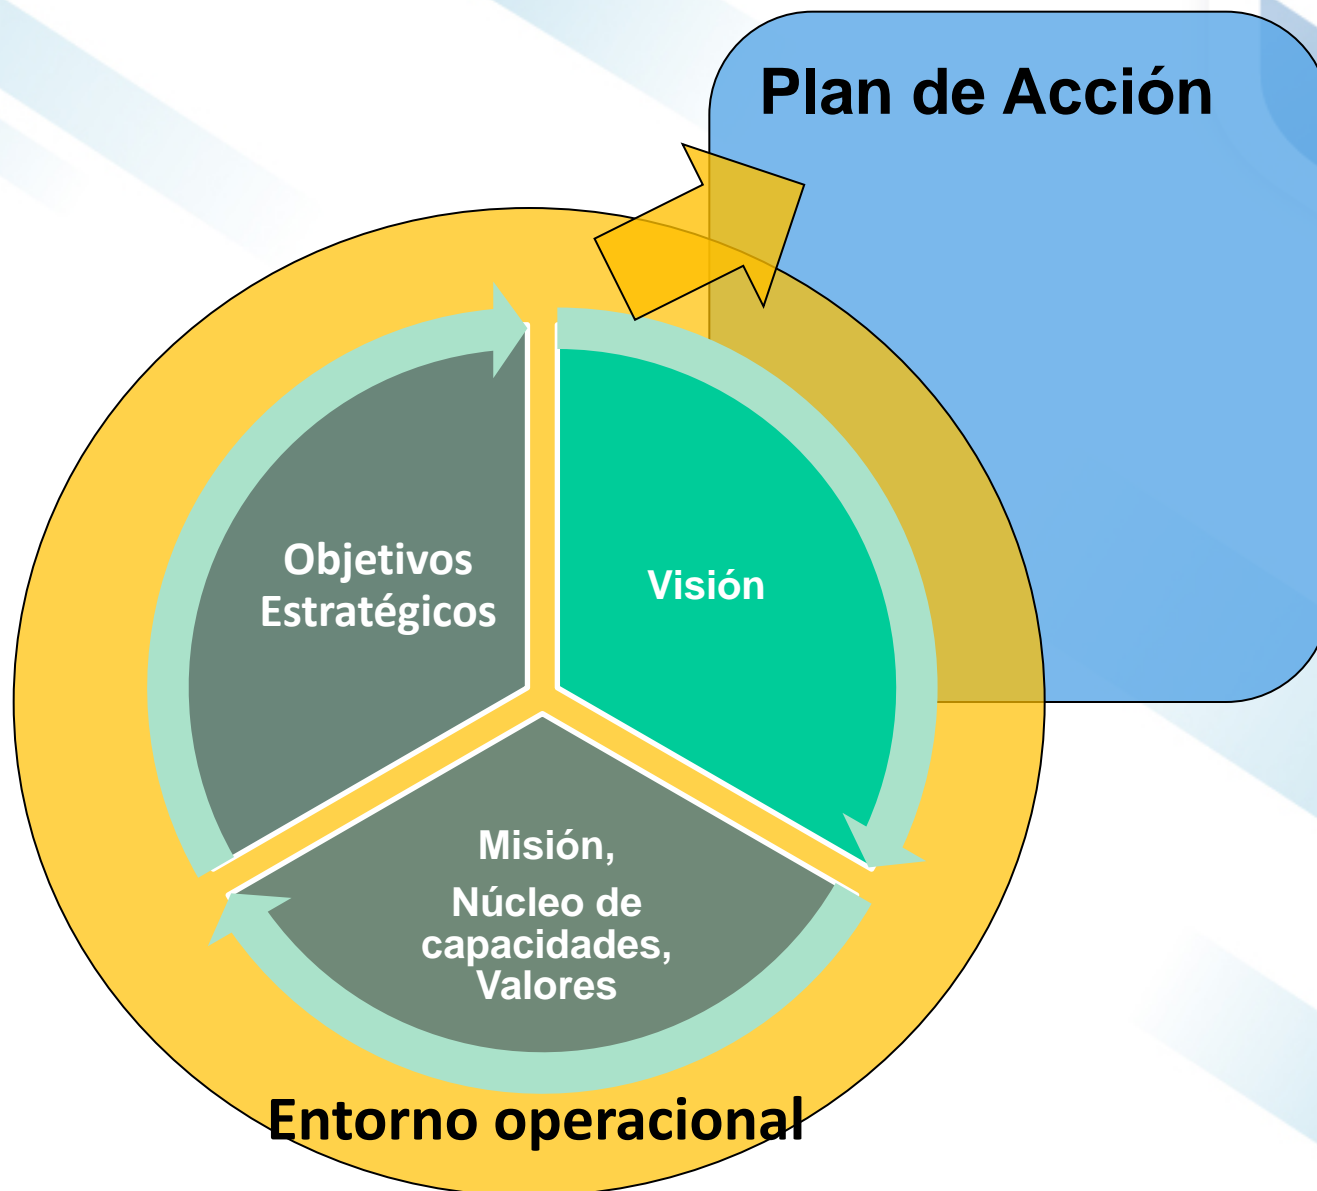 Plan de Acción
Objetivos
Estratégicos
Visión
Misión,
Núcleo de
capacidades,
Valores
Entorno operacional